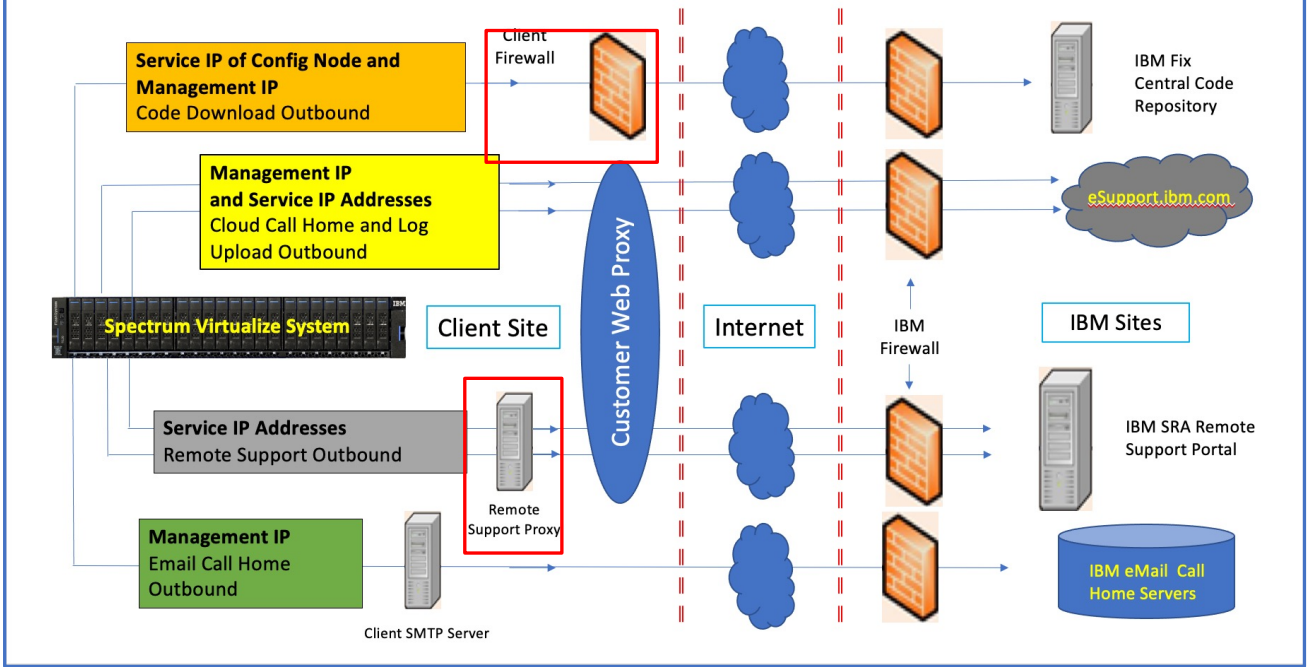 Service IP of Config Node and
Management IP
Code Download Outbound
Client
Firewall
IBM Fix
Central Code
Repository
Management IP
and Service IP Addresses
Cloud Call Home and Log
Upload Outbound
eSupport.ibm.com
Customer Web Proxy
IBM
Spectrum Virtualize System
Client Site
Internet
IBM
Firewall
IBM Sites
Service IP Addresses
Remote Support Outbound
Remote
Support Proxy
IBM SRA Remote
Support Portal
Management IP
Email Call Home
Outbound
Client SMTP Server
IBM eMail Call
Home Servers